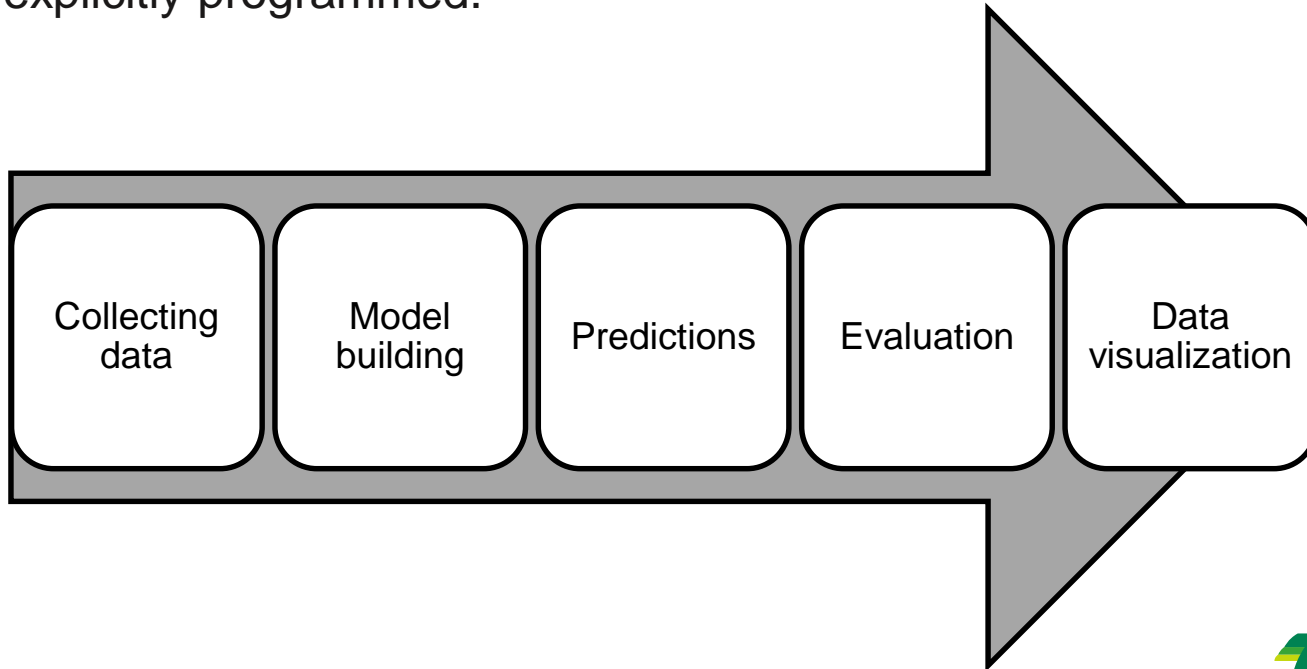 explicitly programmed.
Collecting
data
Model
building
Predictions
Evaluation
Data
visualization